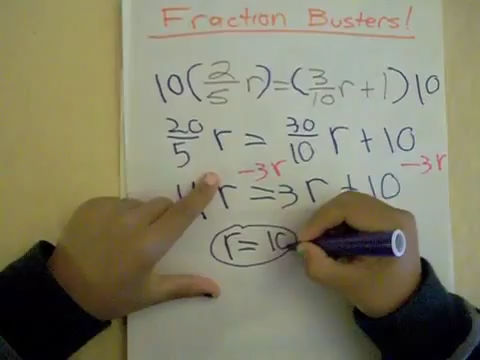 Fraction Busters!
10(2/5 r)=(3/10 r+1)10
20/5 r = 30/10 r + 10
-3r -3r
4r = 3r + 10
r = 10